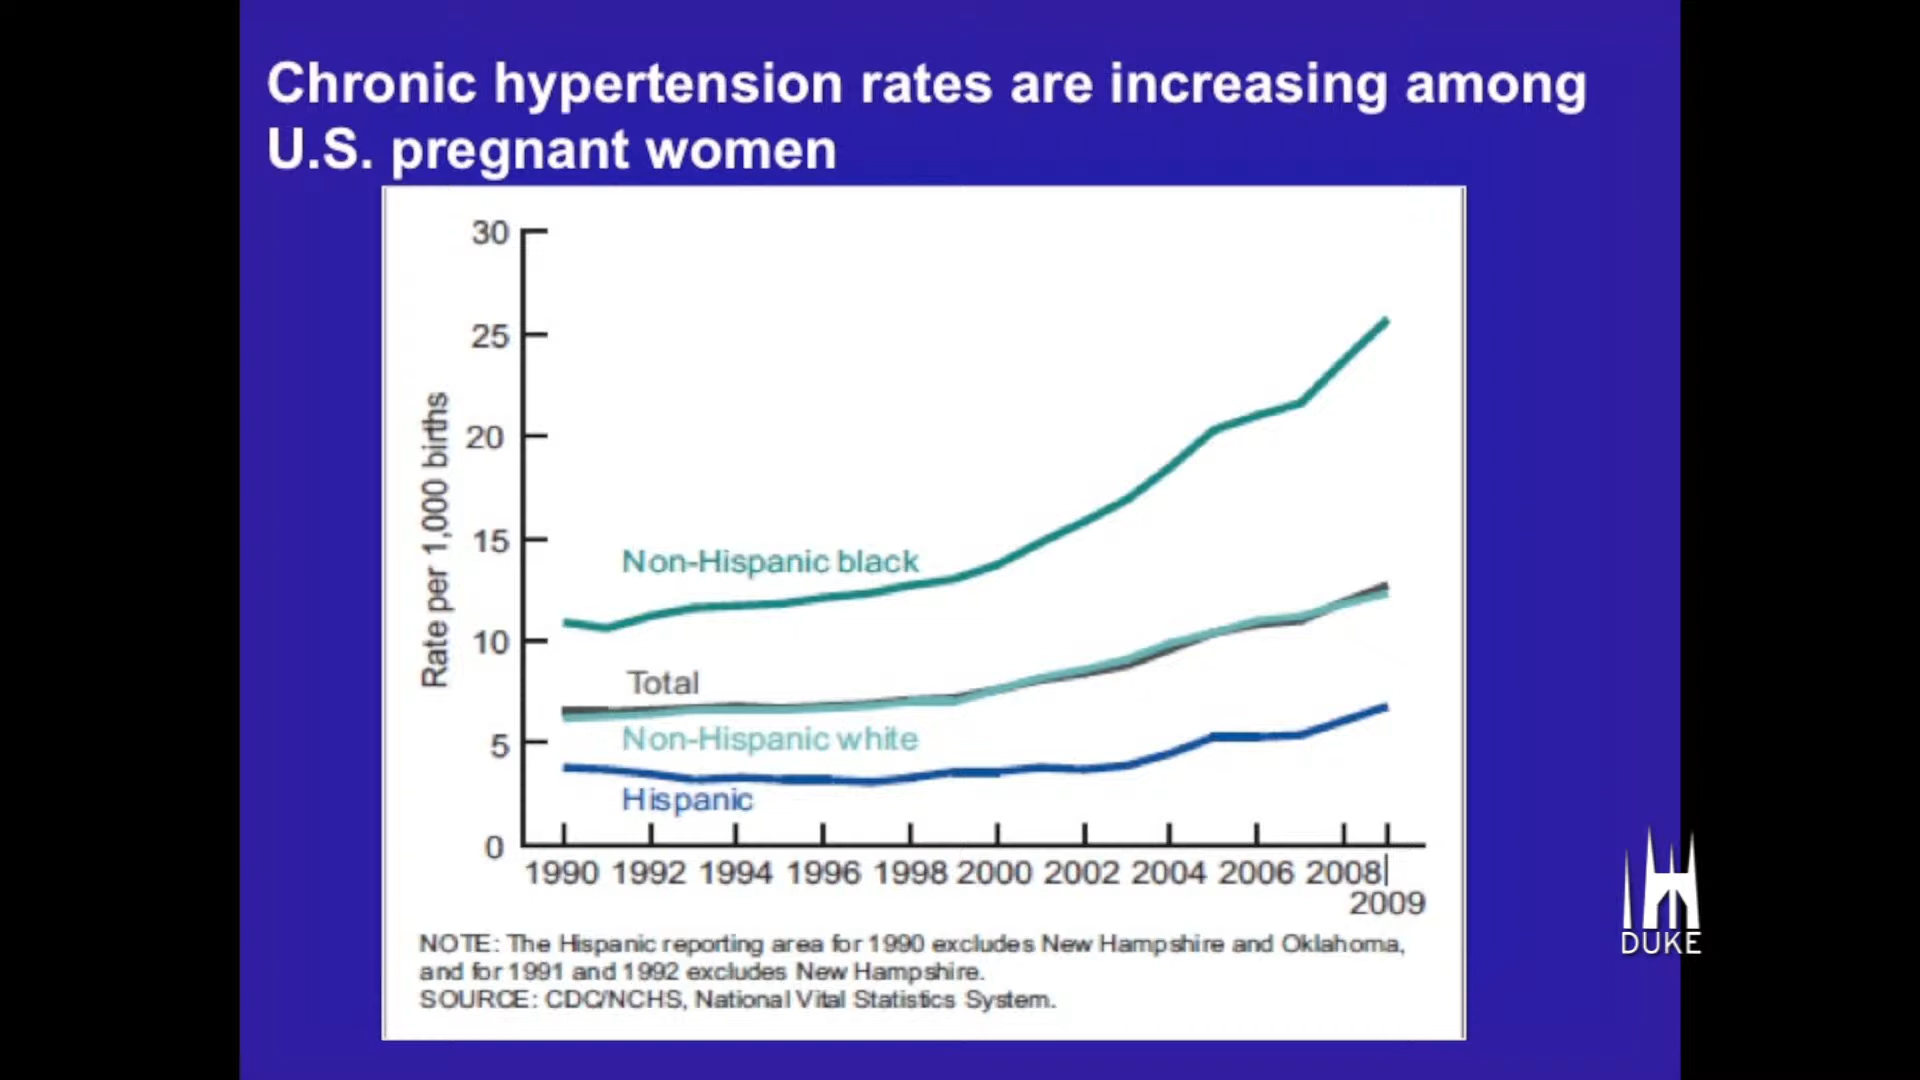 Chronic hypertension rates are increasing among
U.S. pregnant women
30
25
20
15
10
5
0
Rate per 1,000 births
Non-Hispanic black
Total
Non-Hispanic white
Hispanic
1990 1992 1994 1996 1998 2000 2002 2004 2006 2008
2009
NOTE: The Hispanic reporting area for 1990 excludes New Hampshire and Oklahoma,
and for 1991 and 1992 excludes New Hampshire.
SOURCE: CDC/NCHS, National Vital Statistics System.
DUKE